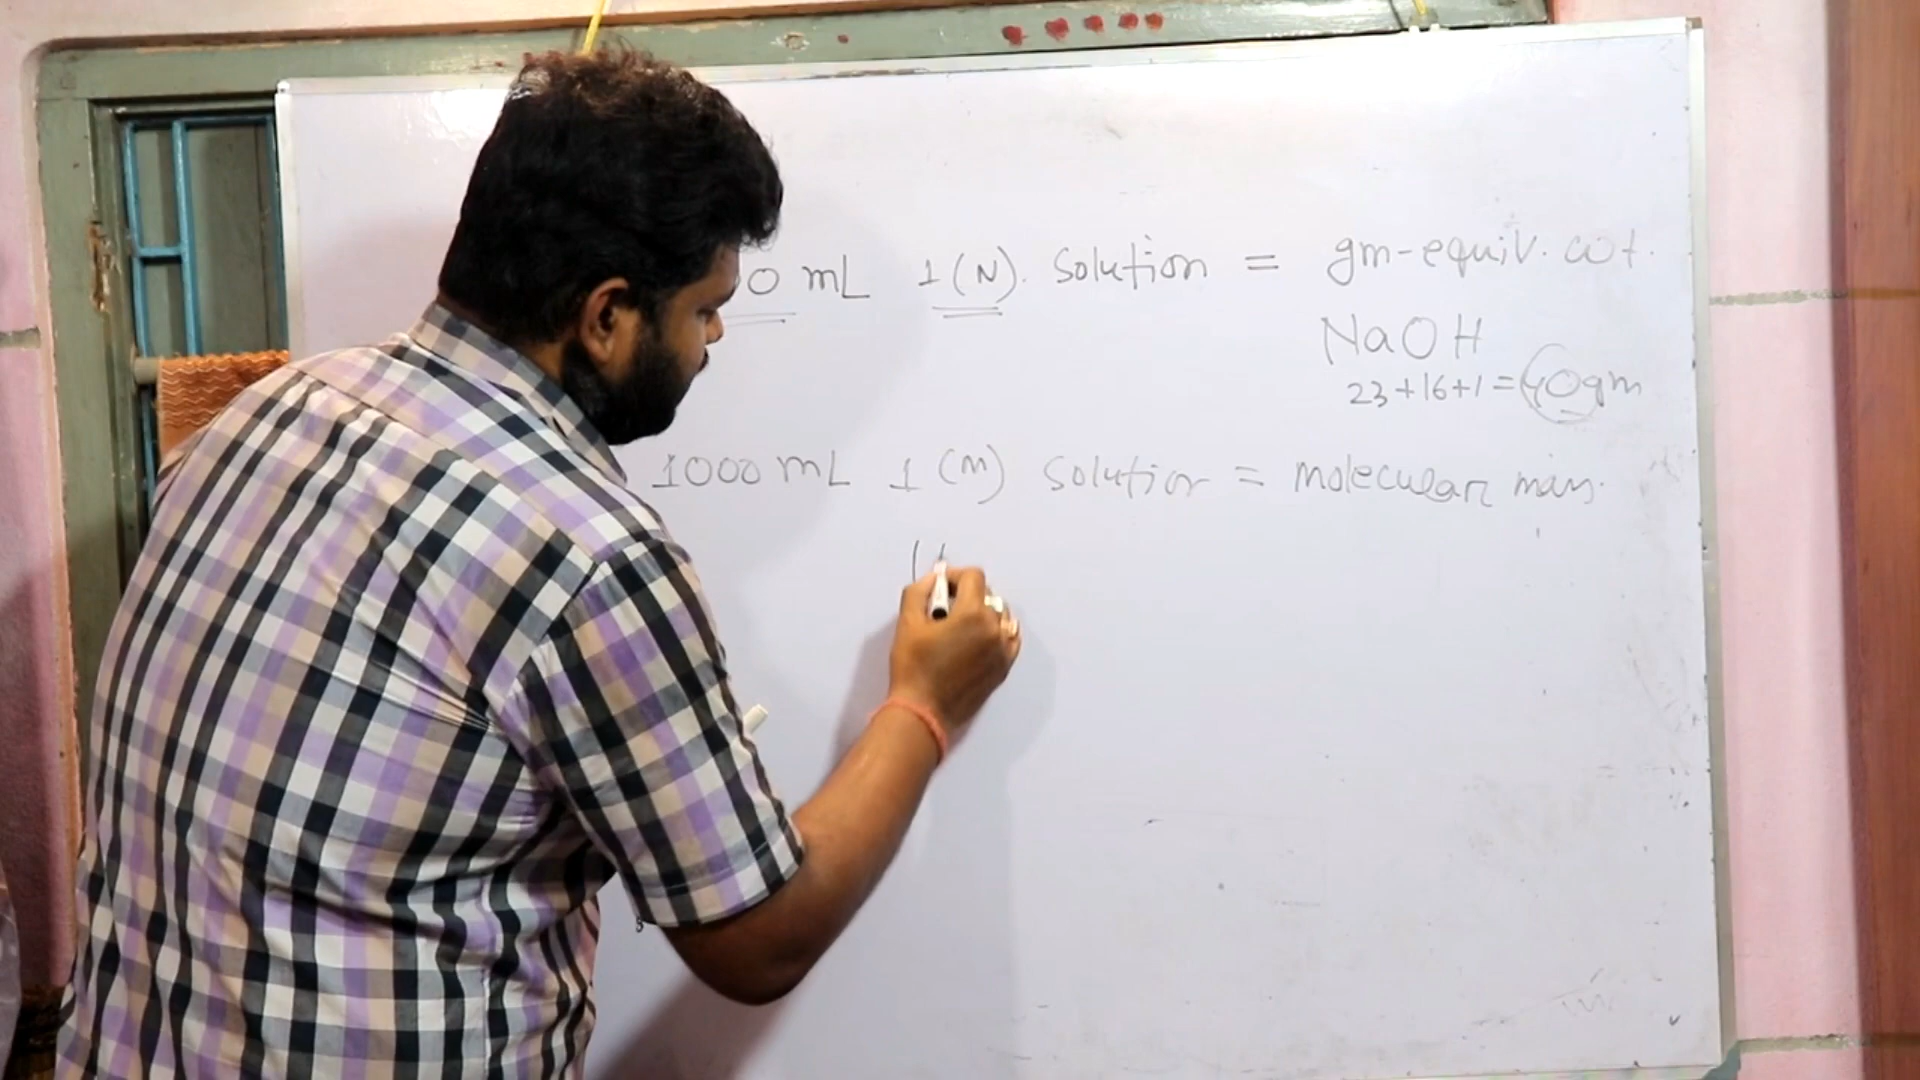 0 mL 1 (N). Solution = gm-equiv. wt.
NaOH
23+16+1=40gm
1000 mL 1 (M) Solution = molecular mass.